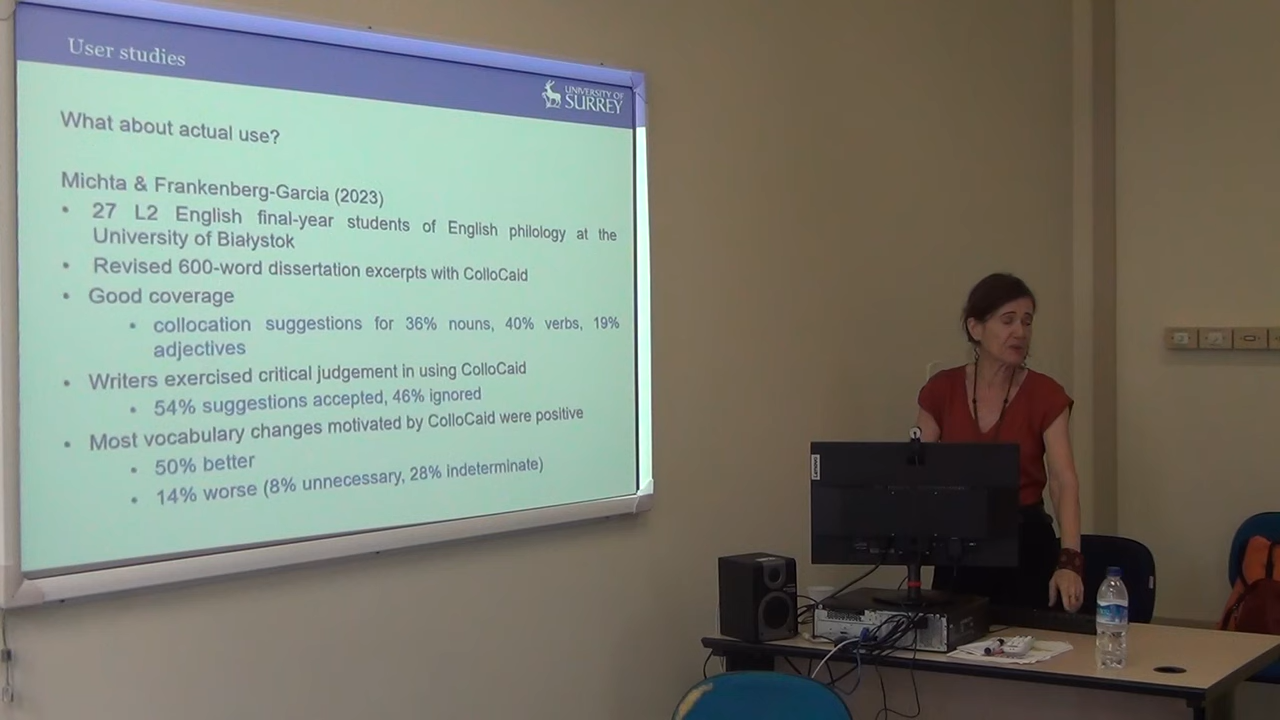 User studies
UNIVERSITY OF
SURREY
What about actual use?
Michta & Frankenberg-Garcia (2023)
• 27 L2 English final-year students of English philology at the
University of Białystok
• Revised 600-word dissertation excerpts with ColloCaid
• Good coverage
• collocation suggestions for 36% nouns, 40% verbs, 19%
adjectives
• Writers exercised critical judgement in using ColloCaid
• 54% suggestions accepted, 46% ignored
• Most vocabulary changes motivated by ColloCaid were positive
• 50% better
• 14% worse (8% unnecessary, 28% indeterminate)
Lenovo